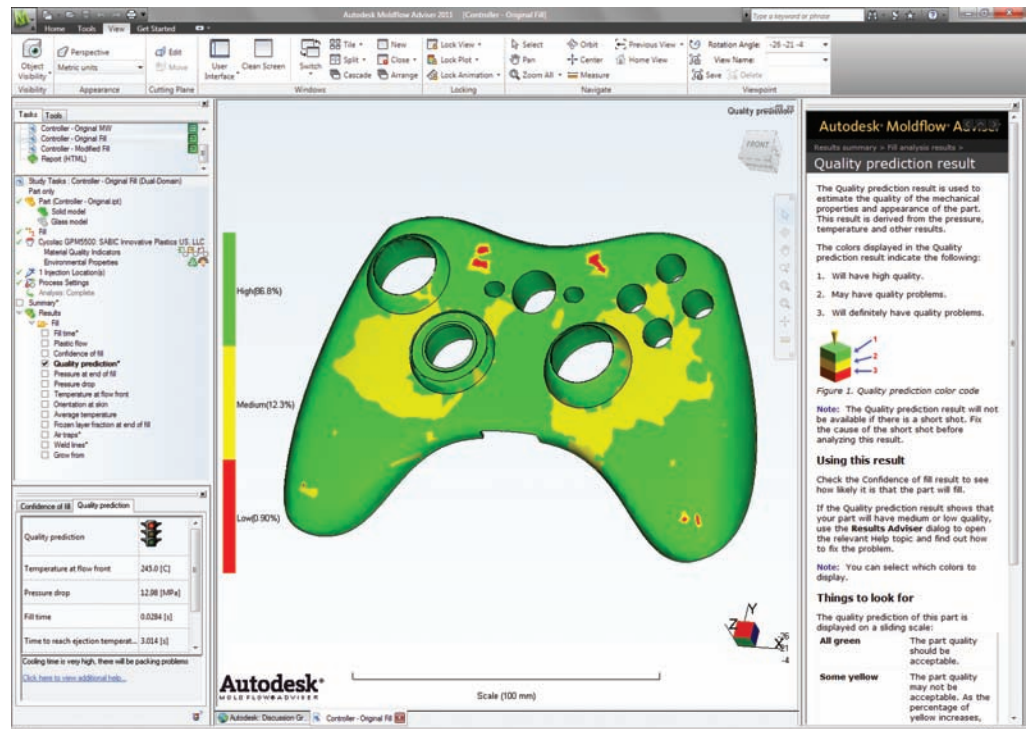 Autodesk Moldflow Adviser 2011 [Controller - Original Fill]
Type a keyword or phrase
Home Tools View Get Started
Perspective
Metric units
Edit
Move
Object Visibility
User Interface
Clean Screen
Switch
Tile
Split
Cascade
New
Close
Arrange
Lock View
Lock Plot
Lock Animation
Select
Pan
Zoom All
Orbit
Center
Measure
Previous View
Home View
Rotation Angle: -26 -21 -4
View Name:
Save Delete
Visibility Appearance Cutting Plane Windows Locking Navigate Viewpoint
Tasks Tools
Controller - Original MW
Controller - Original Fill
Controller - Modified Fill
Report (HTML)
Study Tasks : Controller - Original Fill (Dual-Domain)
Part only
Part (Controller - Original.ipt)
Solid model
Glass model
Fill
Cycolac GPM5500: SABIC Innovative Plastics US, LLC
Material Quality Indicators
Environmental Properties
1 Injection Location(s)
Process Settings
Analysis: Complete
Summary*
Results
Fill
Fill time*
Plastic flow
Confidence of fill
Quality prediction*
Pressure at end of fill
Pressure drop
Temperature at flow front
Orientation at skin
Average temperature
Frozen layer fraction at end of fill
Air traps*
Weld lines*
Grow from
Confidence of fill Quality prediction
Quality prediction
Temperature at flow front 245.0 [C]
Pressure drop 12.98 [MPa]
Fill time 0.0284 [s]
Time to reach ejection temperat... 3.014 [s]
Cooling time is very high, there will be packing problems
Click here to view additional help...
Quality prediction
FRONT
High(86.8%)
Medium(12.3%)
Low(0.90%)
Y
Z
X
-26
-21
-4
Autodesk®
MOLDFLOW® ADVISER
Scale (100 mm)
Autodesk: Discussion Gr... Controller - Original Fill
Autodesk® Moldflow®
Results summary > Fill analysis results >
Quality prediction result
The Quality prediction result is used to
estimate the quality of the mechanical
properties and appearance of the part.
This result is derived from the pressure,
temperature and other results.
The colors displayed in the Quality
prediction result indicate the following:
1. Will have high quality.
2. May have quality problems.
3. Will definitely have quality problems.
1
2
3
Figure 1. Quality prediction color code
Note: The Quality prediction result will not
be available if there is a short shot. Fix
the cause of the short shot before
analyzing this result.
Using this result
Check the Confidence of fill result to see
how likely it is that the part will fill.
If the Quality prediction result shows that
your part will have medium or low quality,
use the Results Adviser dialog to open
the relevant Help topic and find out how
to fix the problem.
Note: You can select which colors to
display.
Things to look for
The quality prediction of this part is
displayed on a sliding scale:
All green The part quality
should be
acceptable.
Some yellow The part quality
may not be
acceptable. As the
percentage of
yellow increases,